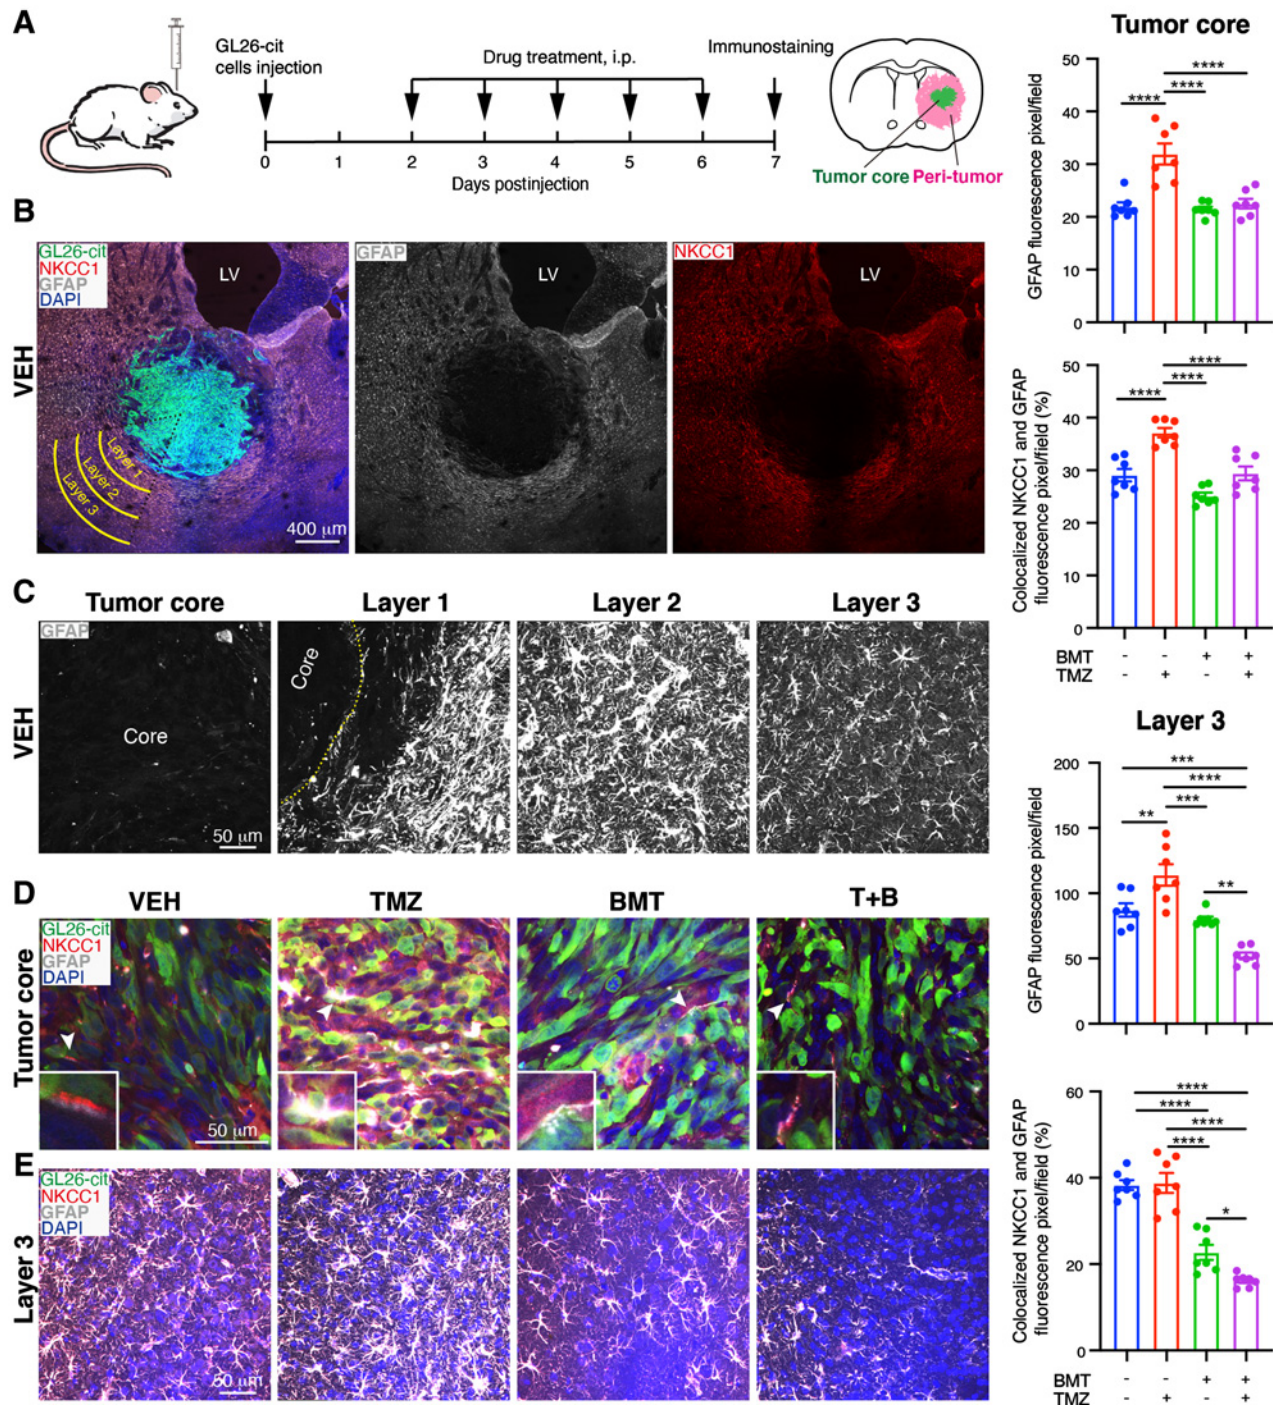 A
GL26-cit
cells injection
Drug treatment, i.p.
Immunostaining
0 1 2 3 4 5 6 7
Days postinjection
Tumor core Peri-tumor
B
VEH
GL26-cit
NKCC1
GFAP
DAPI
LV
Layer 1
Layer 2
Layer 3
400 µm
GFAP
LV
NKCC1
LV
C
Tumor core
Layer 1
Layer 2
Layer 3
VEH
GFAP
Core
50 µm
Core
D
VEH
TMZ
BMT
T+B
Tumor core
GL26-cit
NKCC1
GFAP
DAPI
50 µm
E
Layer 3
GL26-cit
NKCC1
GFAP
DAPI
50 µm
Tumor core
GFAP fluorescence pixel/field
50
40
30
20
10
0
****
****
****
Colocalized NKCC1 and GFAP
fluorescence pixel/field (%)
50
40
30
20
10
0
****
****
****
BMT - - + +
TMZ - + - +
Layer 3
GFAP fluorescence pixel/field
200
150
100
50
0
***
****
***
**
**
Colocalized NKCC1 and GFAP
fluorescence pixel/field (%)
60
40
20
0
****
****
****
****
*
BMT - - + +
TMZ - + - +